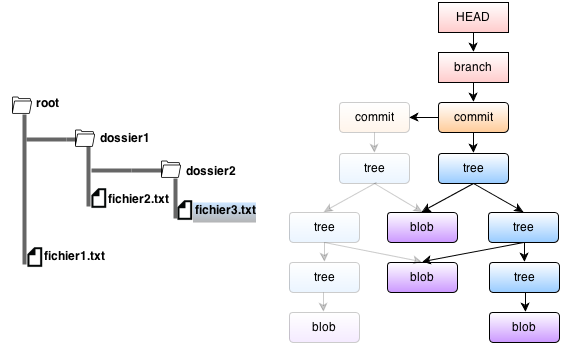 root
dossier1
dossier2
fichier2.txt
fichier3.txt
fichier1.txt
HEAD
branch
commit commit
tree tree
tree blob tree
tree blob tree
blob blob